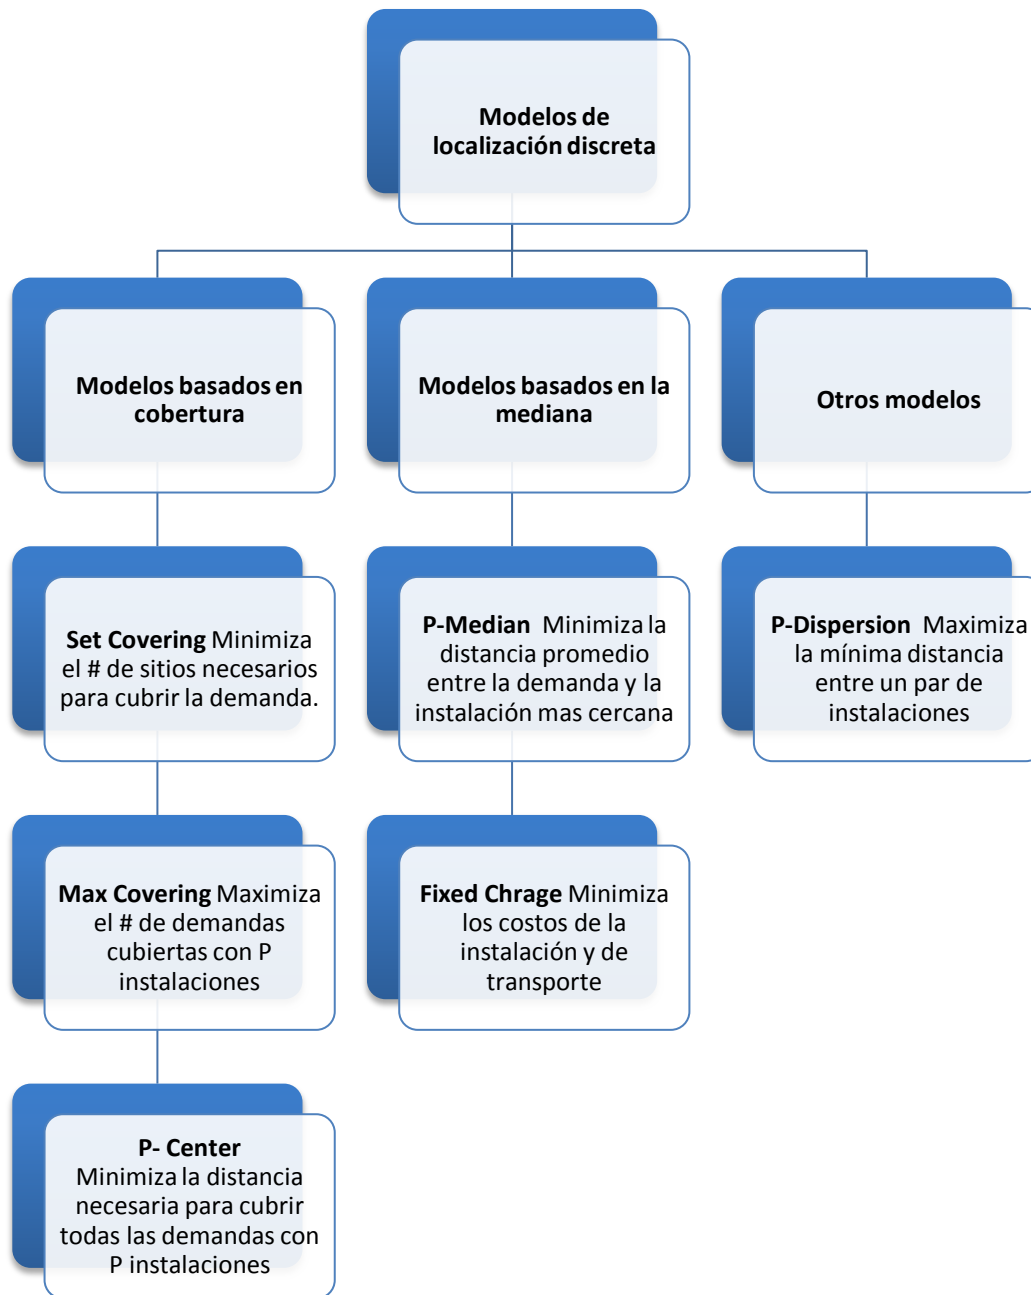 Modelos de
localización discreta
Modelos basados en
cobertura
Modelos basados en la
mediana
Otros modelos
Set Covering Minimiza
el # de sitios necesarios
para cubrir la demanda.
P-Median Minimiza la
distancia promedio
entre la demanda y la
instalación mas cercana
P-Dispersion Maximiza
la mínima distancia
entre un par de
instalaciones
Max Covering Maximiza
el # de demandas
cubiertas con P
instalaciones
Fixed Chrage Minimiza
los costos de la
instalación y de
transporte
P- Center
Minimiza la distancia
necesaria para cubrir
todas las demandas con
P instalaciones